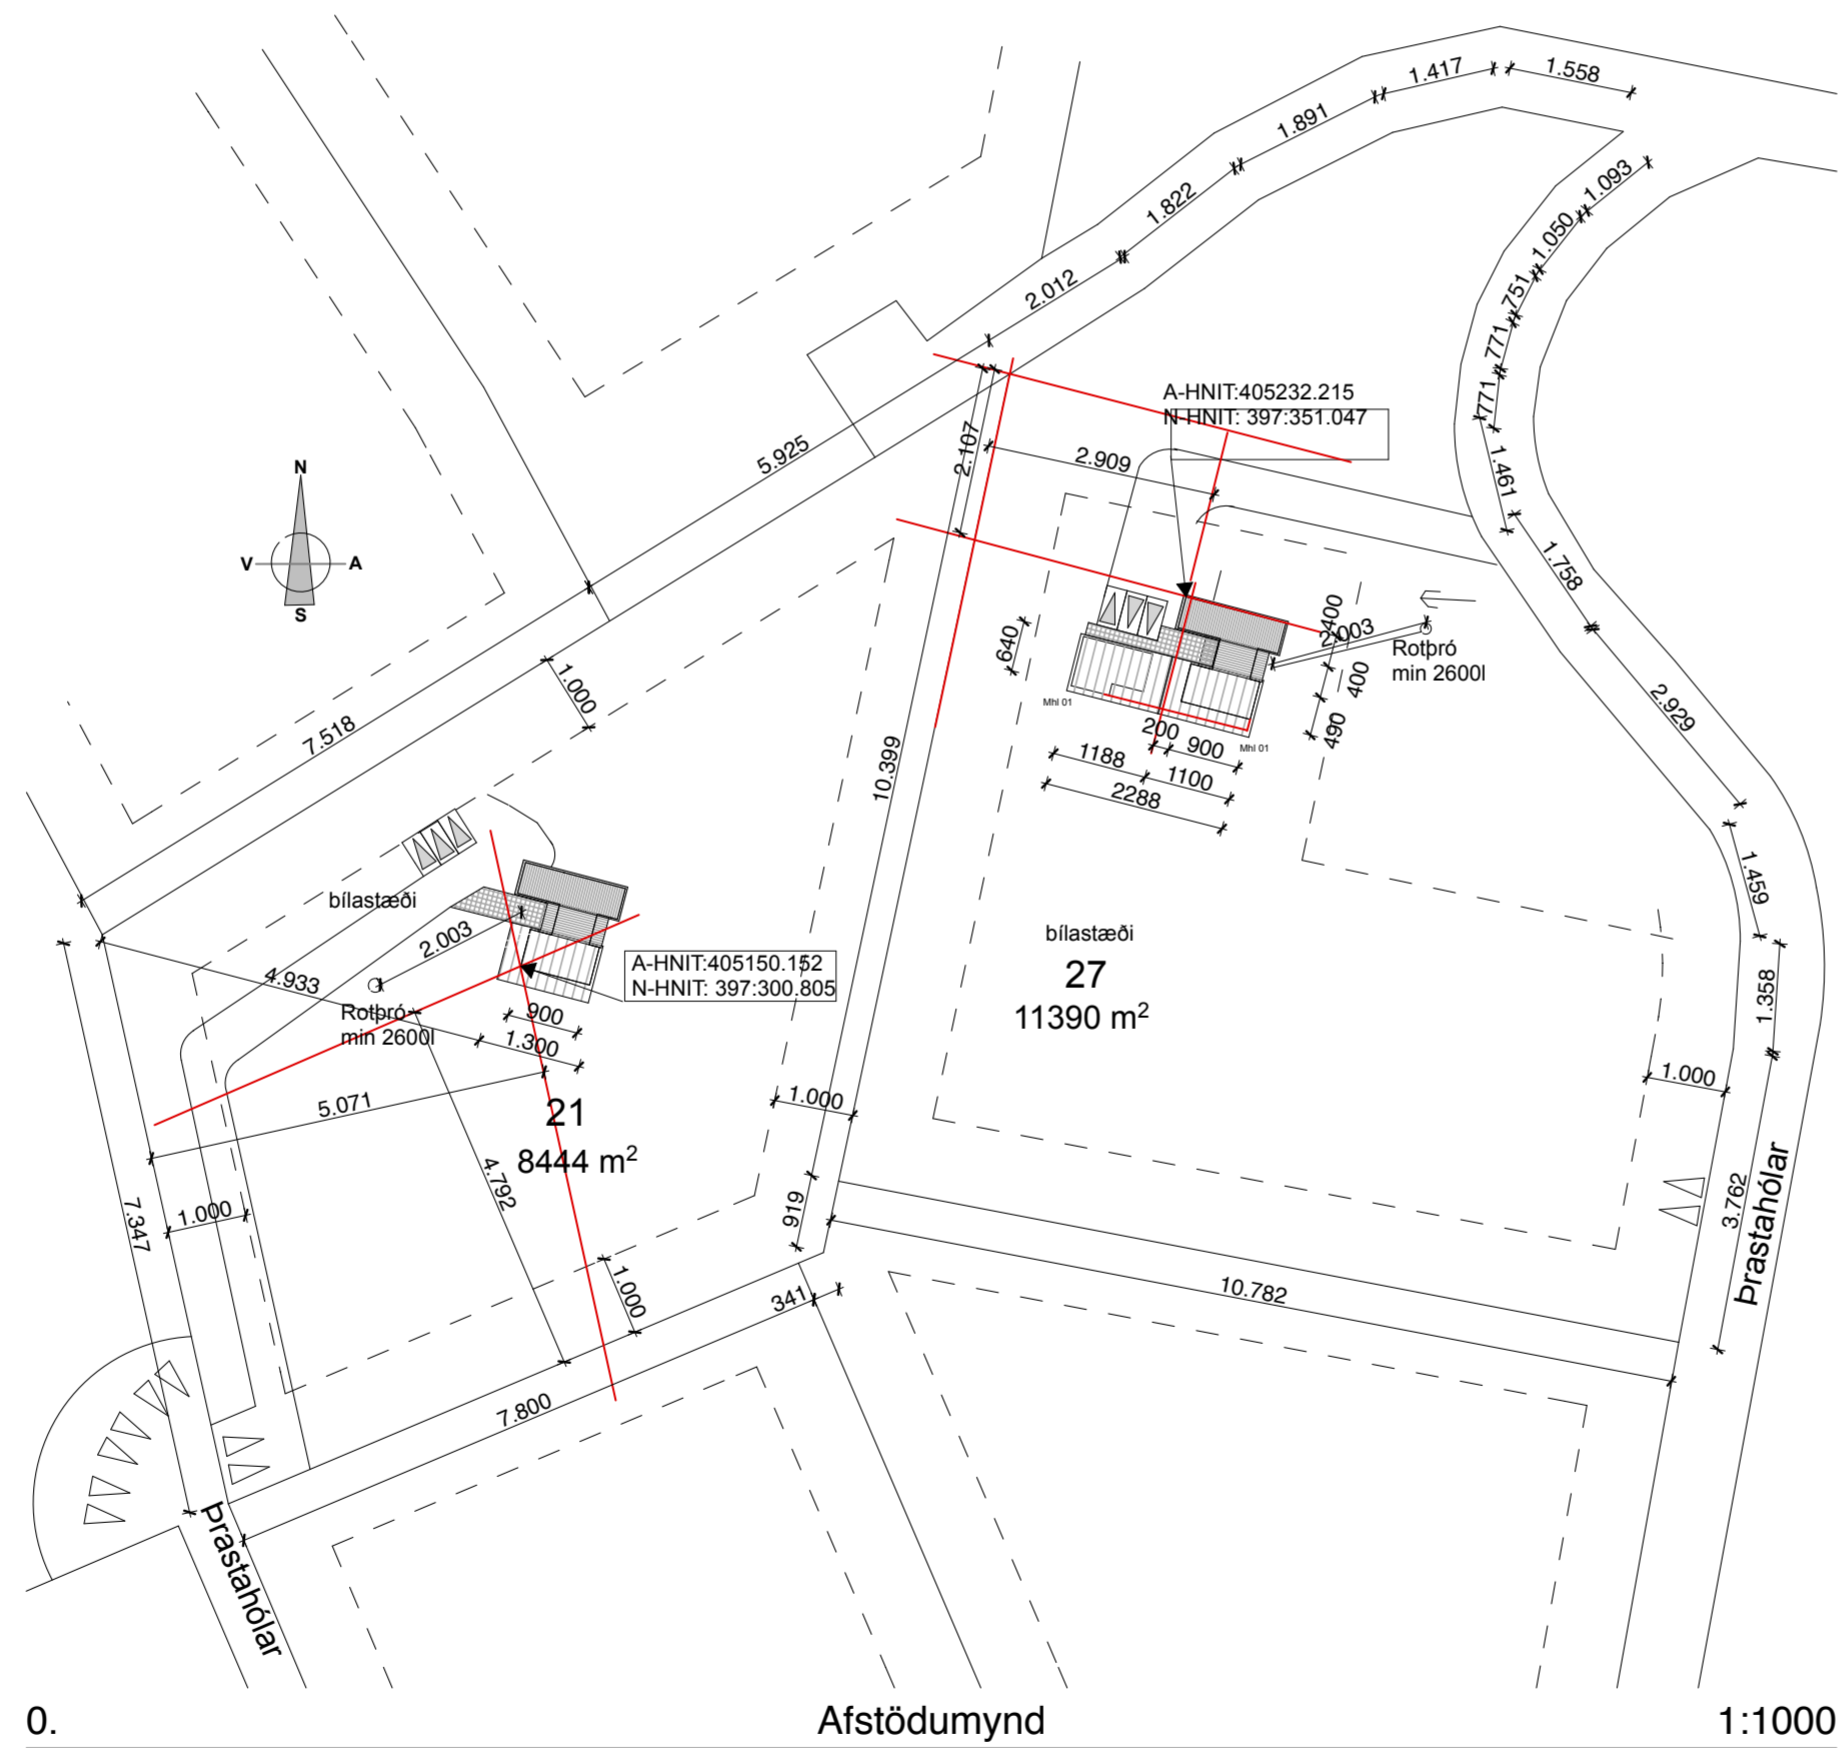 1.417
1.558
1.891
1.822
2.012
1.093
1.050
751
771
771
1.461
1.758
2.929
1.459
1.358
3.762
1.000
Þrastahólar
A-HNIT:405232.215
N-HNIT: 397:351.047
2.107
2.909
5.925
N
V
A
S
7.518
1.000
10.399
640
400
2.003
400
490
Rotþró
min 2600l
Mhl 01
Mhl 01
200
900
1188
1100
2288
bílastæði
27
11390 m²
bílastæði
2.003
4.933
Rotþró
min 2600l
A-HNIT:405150.152
N-HNIT: 397:300.805
900
1.300
5.071
21
8444 m²
4.792
1.000
7.347
1.000
919
1.000
341
10.782
7.800
Þrastahólar
0.
Afstödumynd
1:1000